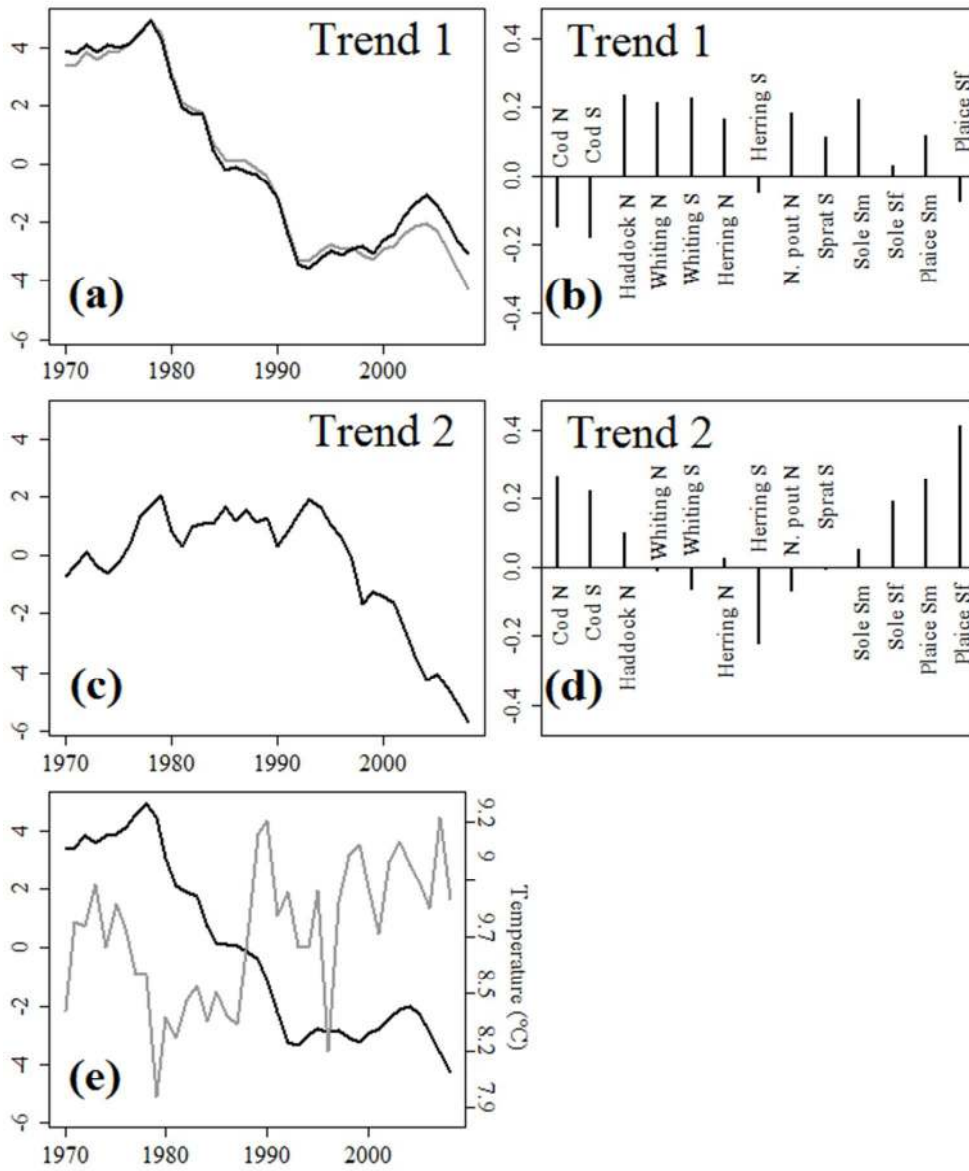 Trend 1
4
2
0
-2
-4
-6
(a)
1970 1980 1990 2000
Trend 1
0.4
0.2
0.0
-0.2
-0.4
Cod N
Cod S
Haddock N
Whiting N
Whiting S
Herring N
Herring S
N. pout N
Sprat S
Sole Sm
Sole Sf
Plaice Sm
Plaice Sf
(b)
Trend 2
4
2
0
-2
-4
-6
(c)
1970 1980 1990 2000
Trend 2
0.4
0.2
0.0
-0.2
-0.4
Cod N
Cod S
Haddock N
Whiting N
Whiting S
Herring N
Herring S
N. pout N
Sprat S
Sole Sm
Sole Sf
Plaice Sm
Plaice Sf
(d)
4
2
0
-2
-4
-6
(e)
1970 1980 1990 2000
9.2
9
9.7
8.5
8.2
7.9
Temperature (°C)